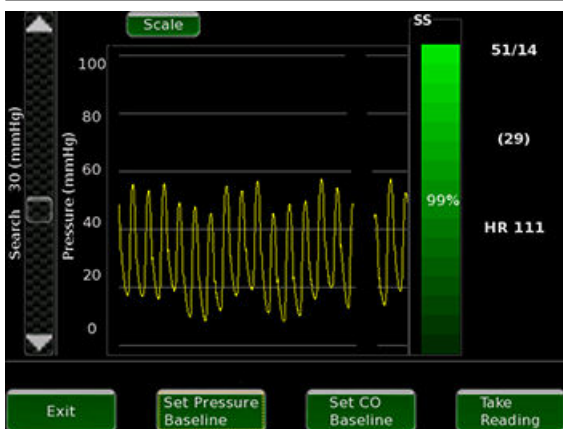 Scale
SS
51/14
(29)
HR 111
99%
Search 30 (mmHg)
Pressure (mmHg)
100
80
60
40
20
0
Exit
Set Pressure
Baseline
Set CO
Baseline
Take
Reading